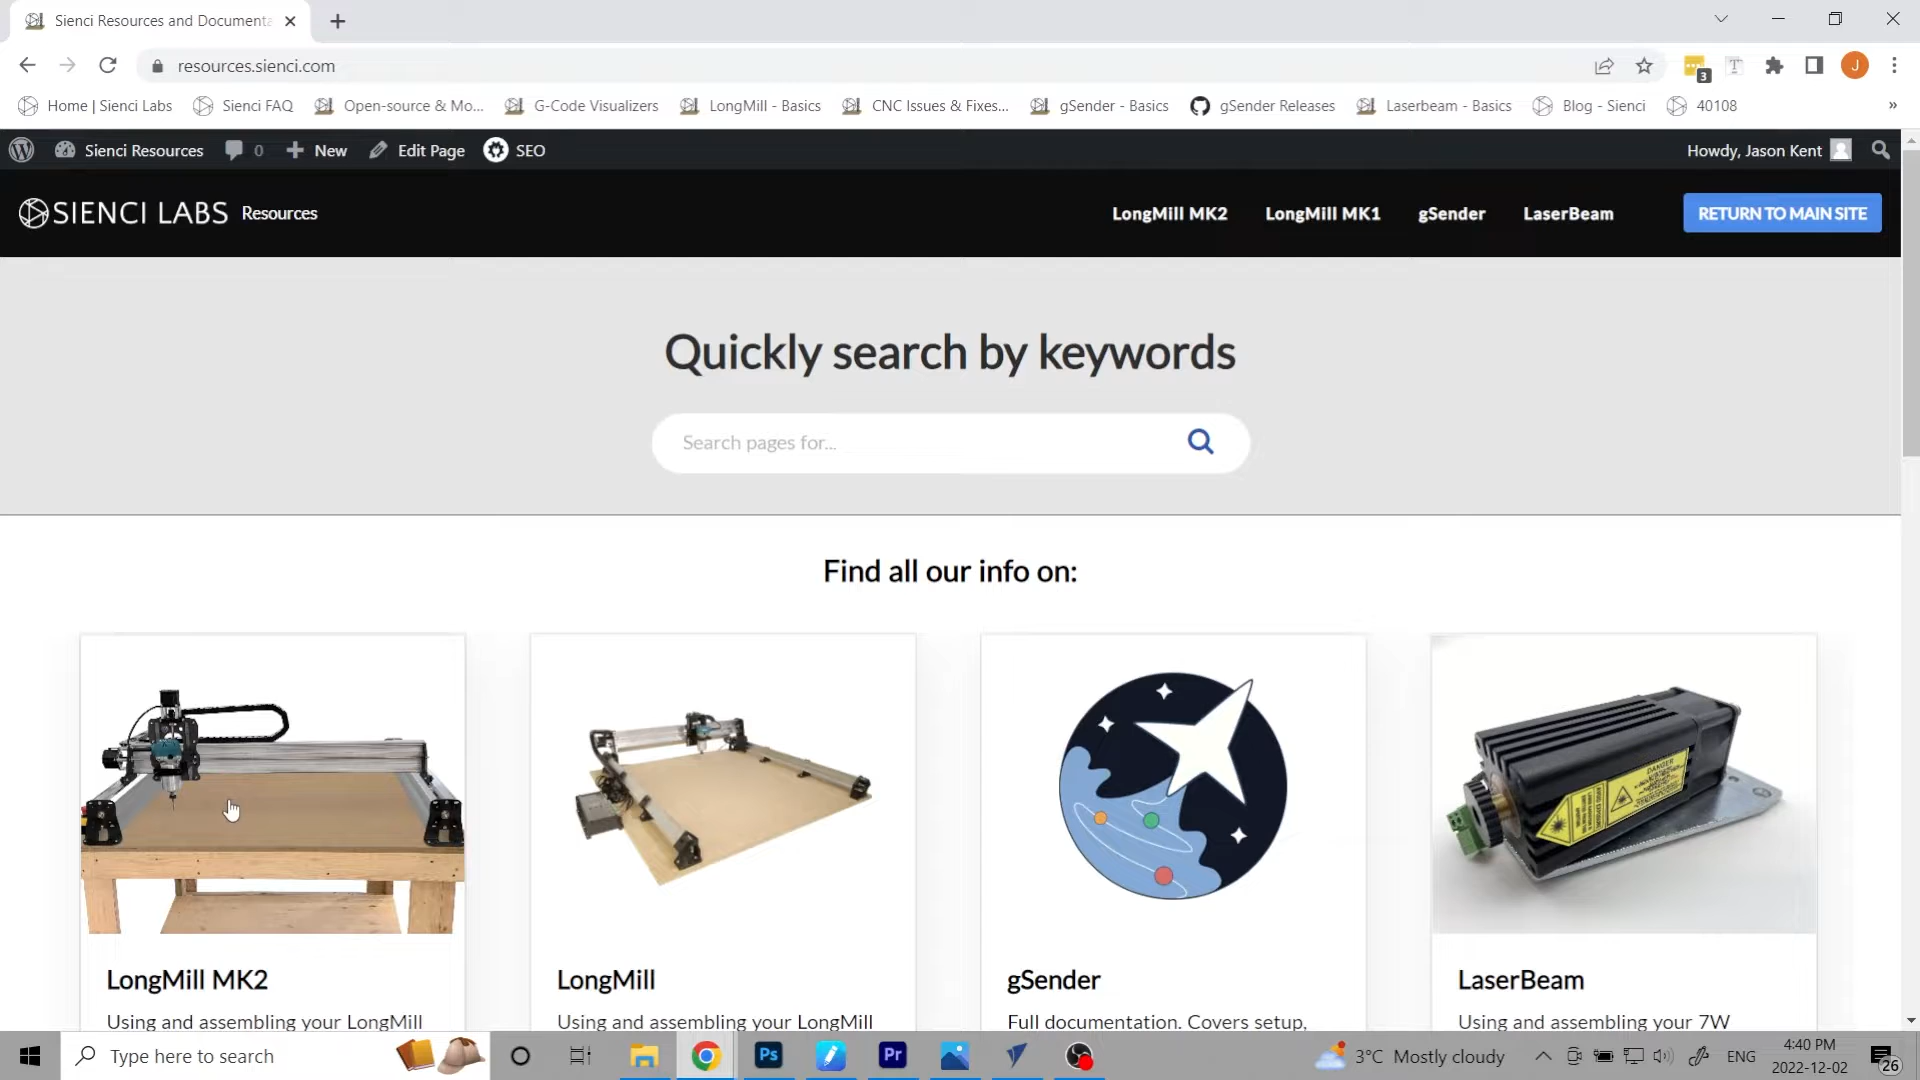 Sienci Resources and Documenta
resources.sienci.com
3
J
Home | Sienci Labs
Sienci FAQ
Open-source & Mo...
G-Code Visualizers
LongMill - Basics
CNC Issues & Fixes...
gSender - Basics
gSender Releases
Laserbeam - Basics
Blog - Sienci
40108
»
Sienci Resources
0
New
Edit Page
SEO
Howdy, Jason Kent
SIENCI LABS Resources
LongMill MK2
LongMill MK1
gSender
LaserBeam
RETURN TO MAIN SITE
Quickly search by keywords
Search pages for...
Find all our info on:
DANGER
LongMill MK2
LongMill
gSender
LaserBeam
Using and assembling your LongMill
Using and assembling your LongMill
Full documentation. Covers setup,
Using and assembling your 7W
Type here to search
Ps
Pr
3°C Mostly cloudy
ENG
4:40 PM
2022-12-02
26